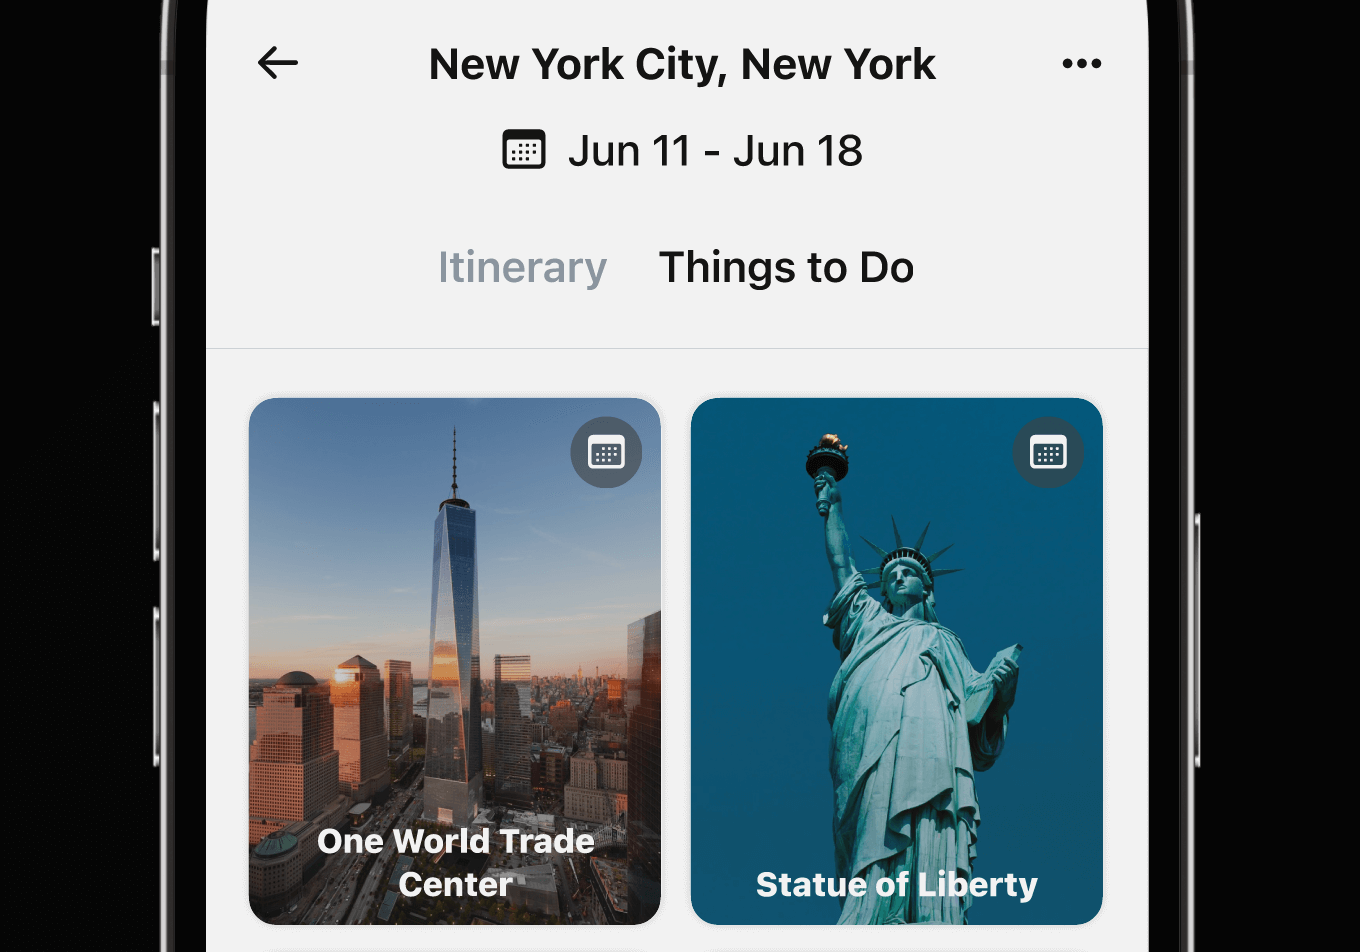 New York City, New York
Jun 11 - Jun 18
Itinerary Things to Do
One World Trade
Center
Statue of Liberty